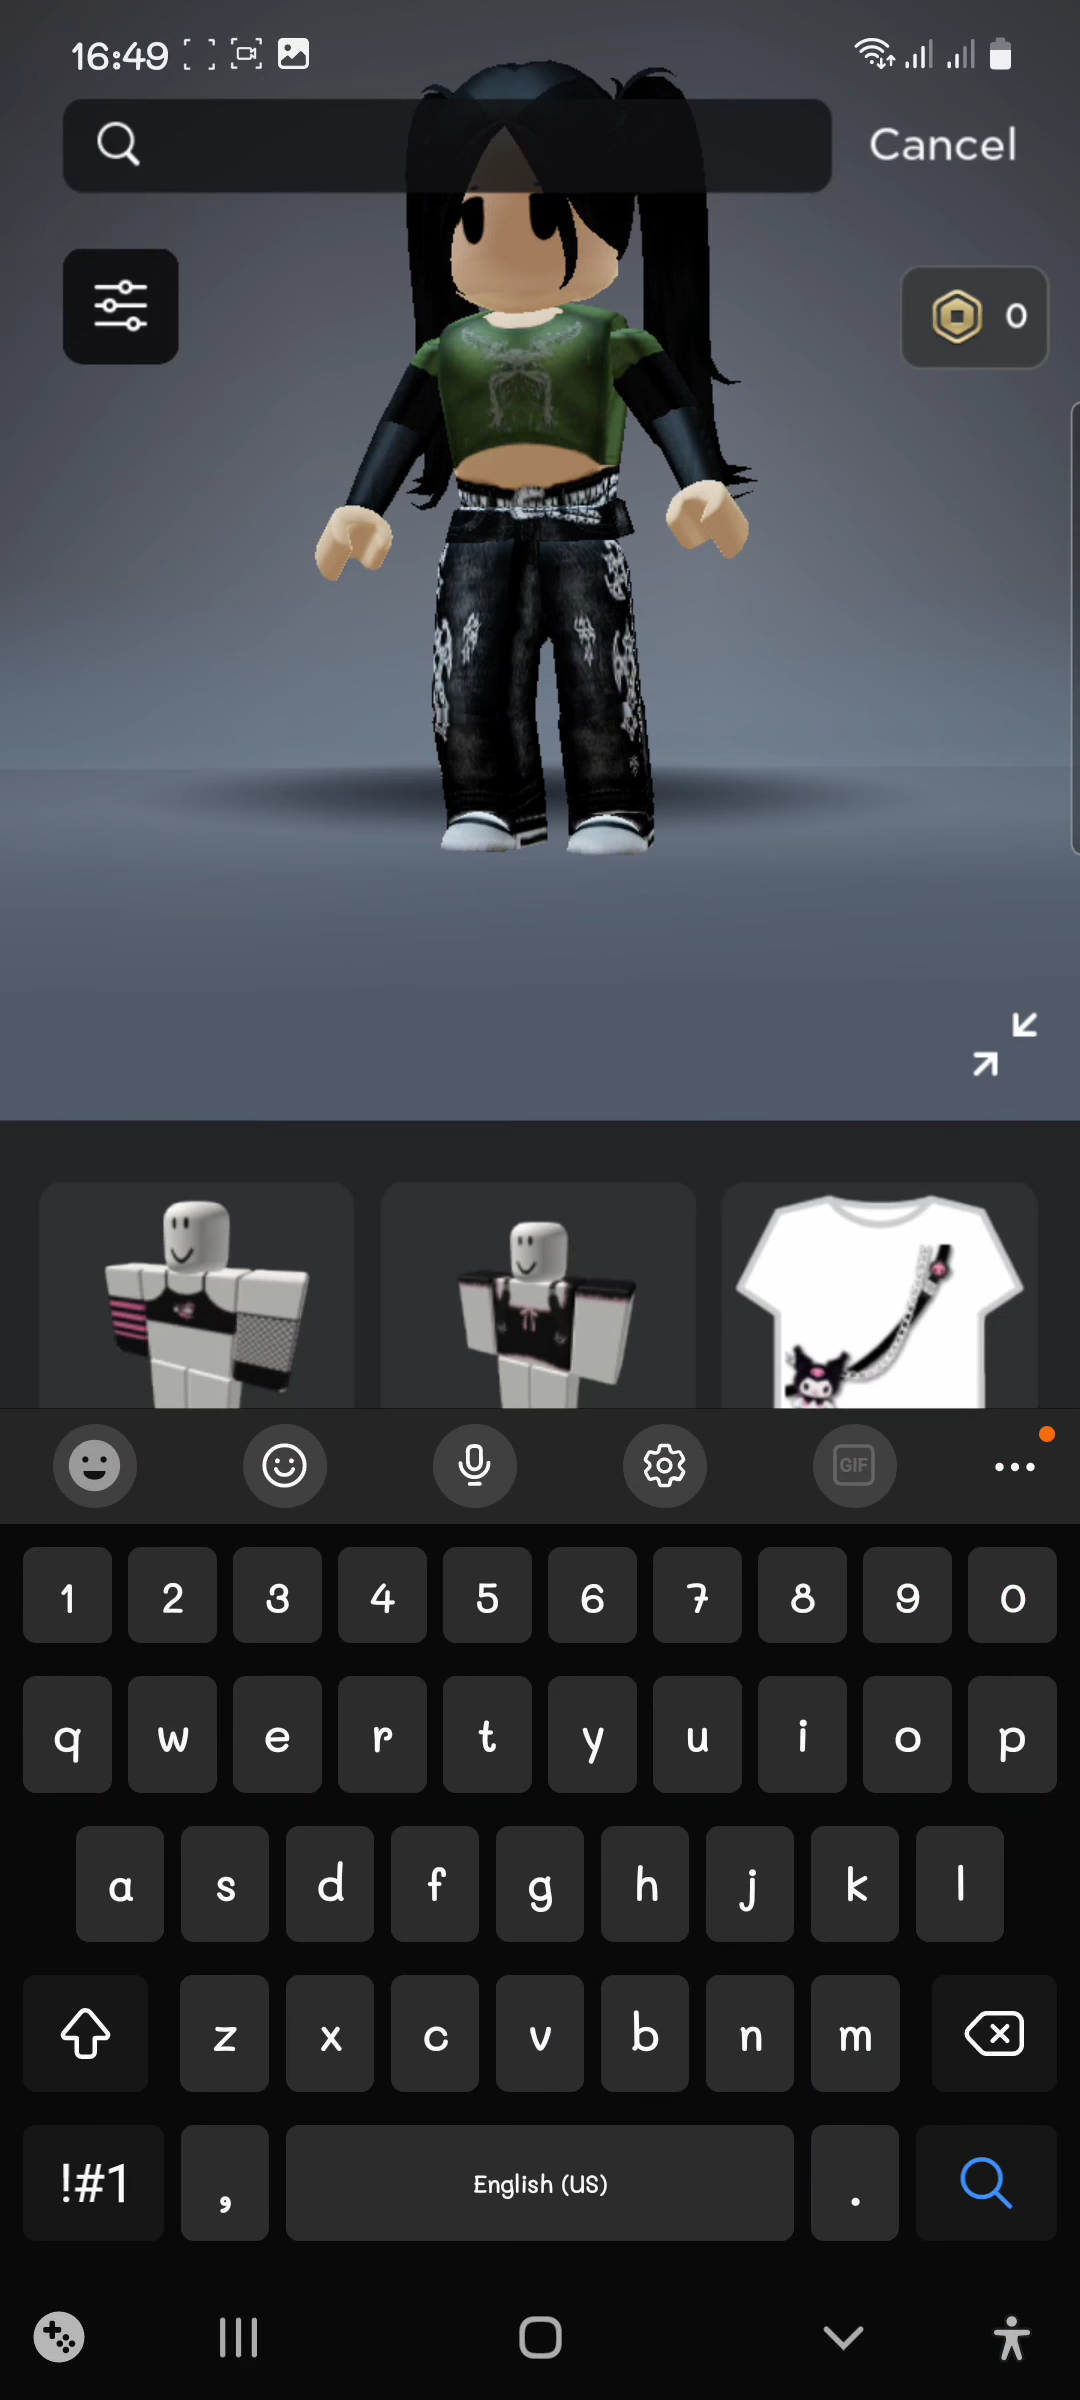 16:49
Cancel
0
GIF
1 2 3 4 5 6 7 8 9 0
q w e r t y u i o p
a s d f g h j k l
z x c v b n m
!#1 , English (US) .